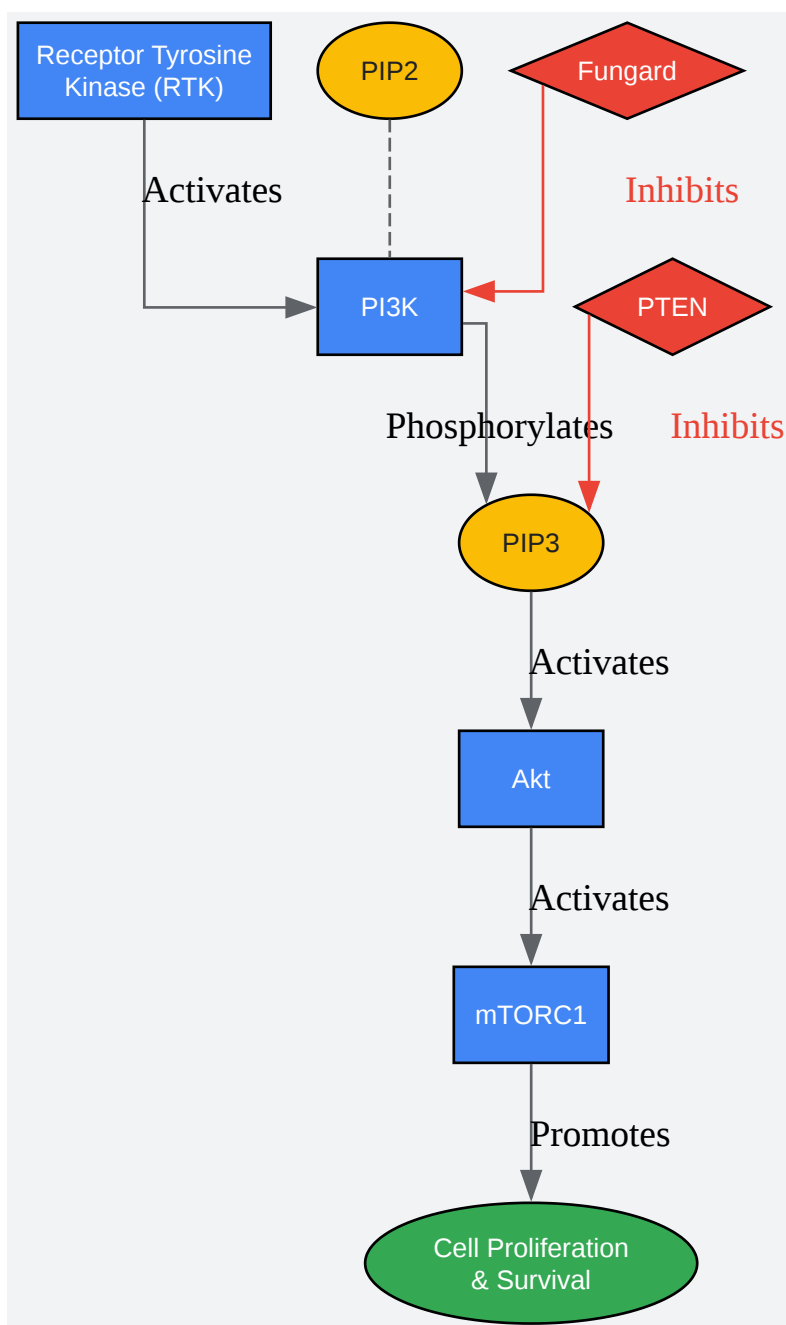 Receptor Tyrosine
Kinase (RTK)
PIP2
Fungard
Activates
Inhibits
PI3K
PTEN
Phosphorylates
Inhibits
PIP3
Activates
Akt
Activates
mTORC1
Promotes
Cell Proliferation
& Survival